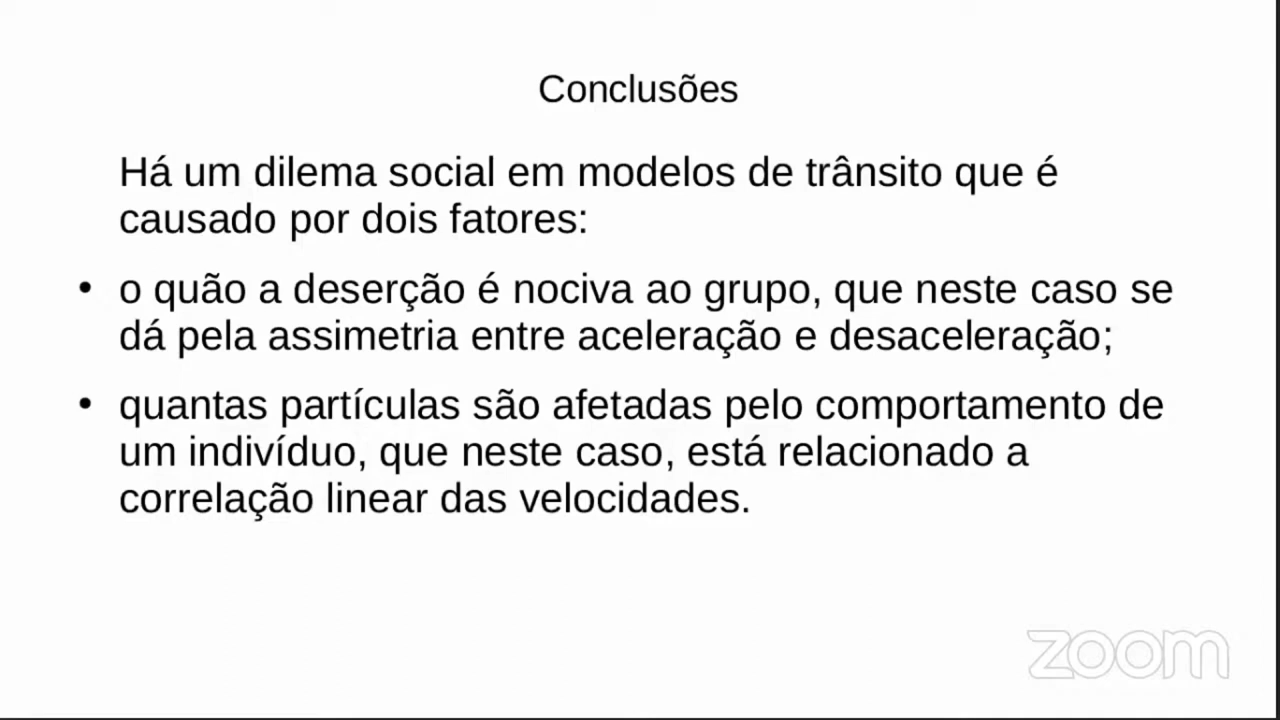 Conclusões
Há um dilema social em modelos de trânsito que é
causado por dois fatores:
• o quão a deserção é nociva ao grupo, que neste caso se
dá pela assimetria entre aceleração e desaceleração;
• quantas partículas são afetadas pelo comportamento de
um indivíduo, que neste caso, está relacionado a
correlação linear das velocidades.
zoom